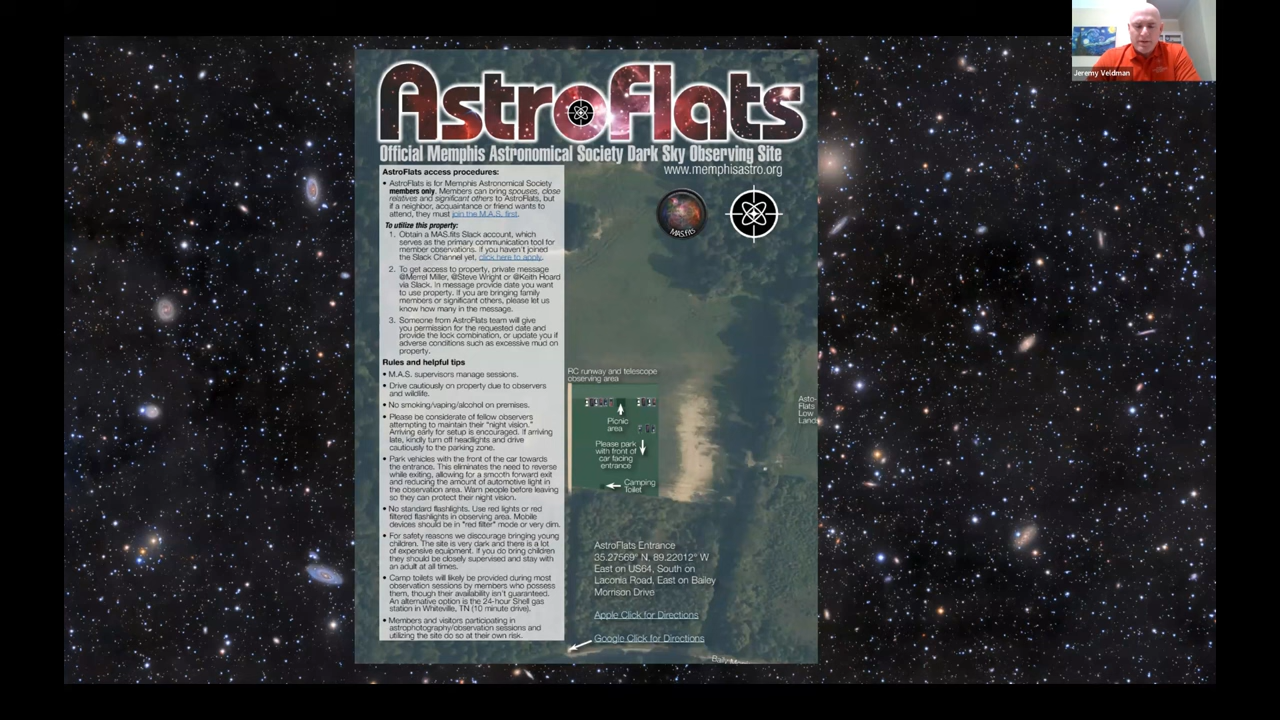 Jeremy Veldman
AstroFlats
Official Memphis Astronomical Society Dark Sky Observing Site
www.memphisastro.org
MAS.fits
AstroFlats access procedures:
• AstroFlats is for Memphis Astronomical Society
members only. Members can bring spouses, close
relatives and significant others to AstroFlats, but
if a neighbor, acquaintance or friend wants to
attend, they must join the M.A.S. first.
To utilize this property:
1. Obtain a MAS.fits Slack account, which
serves as the primary communication tool for
member observations. If you haven't joined
the Slack Channel yet, click here to apply.
2. To get access to property, private message
@Merrel Miller, @Steve Wright or @Keith Hoard
via Slack. In message provide date you want
to use property. If you are bringing family
members or significant others, please let us
know how many in the message.
3. Someone from AstroFlats team will give
you permission for the requested date and
provide the lock combination, or update you if
adverse conditions such as excessive mud on
property.
Rules and helpful tips
• M.A.S. supervisors manage sessions.
• Drive cautiously on property due to observers
and wildlife.
• No smoking/vaping/alcohol on premises.
• Please be considerate of fellow observers
attempting to maintain their "night vision."
Arriving early for setup is encouraged. If arriving
late, kindly turn off headlights and drive
cautiously to the parking zone.
• Park vehicles with the front of the car towards
the entrance. This eliminates the need to reverse
while exiting, allowing for a smooth forward exit
and reducing the amount of automotive light in
the observation area. Warn people before leaving
so they can protect their night vision.
• No standard flashlights. Use red lights or red
filtered flashlights in observing area. Mobile
devices should be in "red filter" mode or very dim.
• For safety reasons we discourage bringing young
children. The site is very dark and there is a lot
of expensive equipment. If you do bring children
they should be closely supervised and stay with
an adult at all times.
• Camp toilets will likely be provided during most
observation sessions by members who possess
them, though their availability isn't guaranteed.
An alternative option is the 24-hour Shell gas
station in Whiteville, TN (10 minute drive).
• Members and visitors participating in
astrophotography/observation sessions and
utilizing the site do so at their own risk.
RC runway and telescope
observing area
Picnic
area
Please park
with front of
car facing
entrance
Camping
Toilet
Asto-
Flats
Low
Land
AstroFlats Entrance
35.27569° N, 89.22012° W
East on US64, South on
Laconia Road, East on Bailey
Morrison Drive
Apple Click for Directions
Google Click for Directions